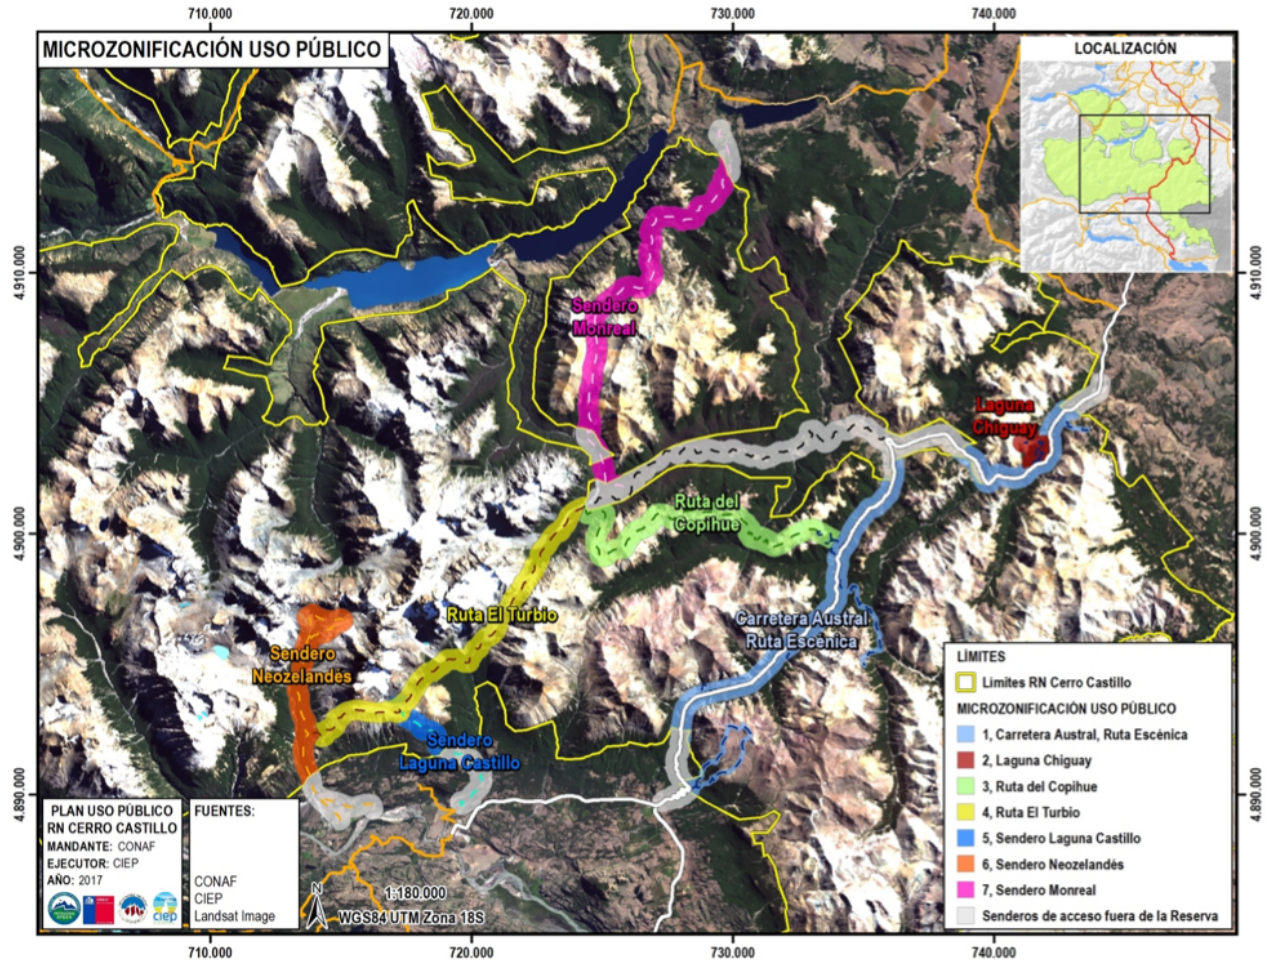 710.000
720.000
730.000
740.000
MICROZONIFICACIÓN USO PÚBLICO
LOCALIZACIÓN
4.910.000
4.910.000
Sendero
Monreal
Laguna
Chiguay
Ruta del
Copihue
4.900.000
4.900.000
Ruta El Turbio
Carretera Austral
Ruta Escénica
Sendero
Neozelandés
Sendero
Laguna Castillo
4.890.000
4.890.000
LÍMITES
Límites RN Cerro Castillo
MICROZONIFICACIÓN USO PÚBLICO
1, Carretera Austral, Ruta Escénica
2, Laguna Chiguay
3, Ruta del Copihue
4, Ruta El Turbio
5, Sendero Laguna Castillo
6, Sendero Neozelandés
7, Sendero Monreal
Senderos de acceso fuera de la Reserva
PLAN USO PÚBLICO
RN CERRO CASTILLO
MANDANTE: CONAF
EJECUTOR: CIEP
AÑO: 2017
ciep
FUENTES:
CONAF
CIEP
Landsat Image
N
1:180.000
WGS84 UTM Zona 18S
710.000
720.000
730.000
740.000